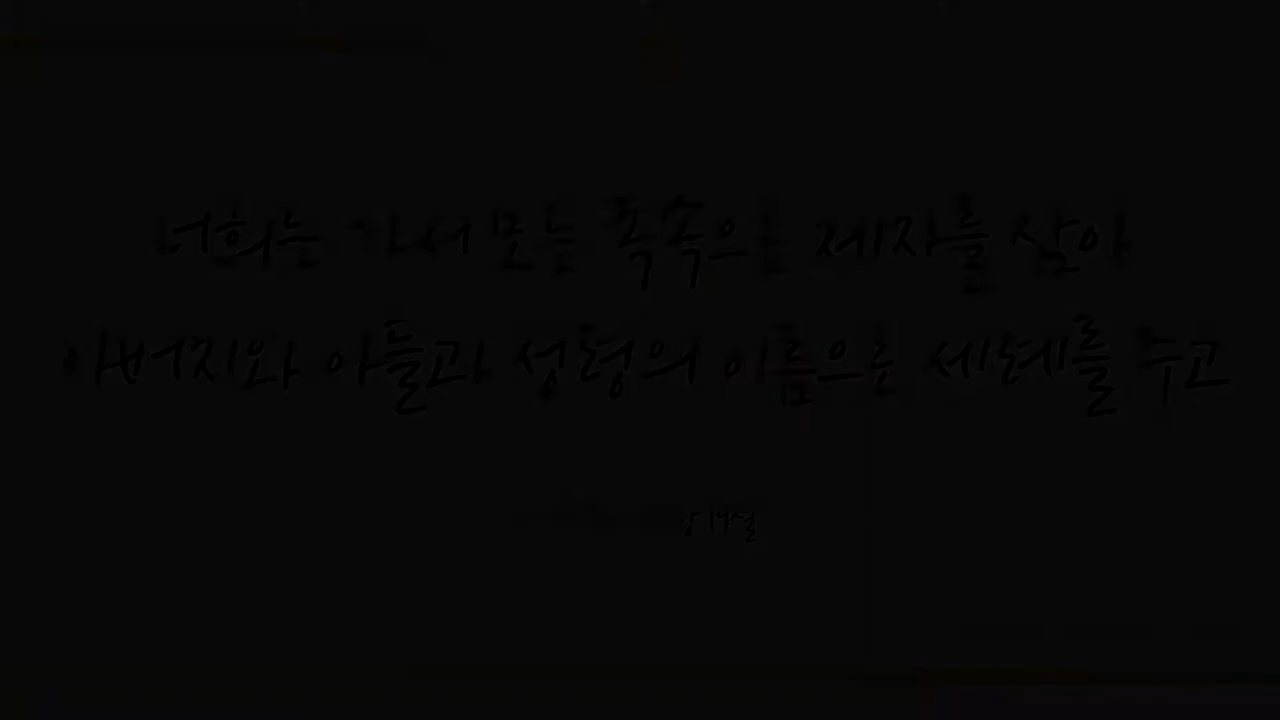 너희는 가서 모든 족속으로 제자를 삼아
아버지와 아들과 성령의 이름으로 세례를 주고